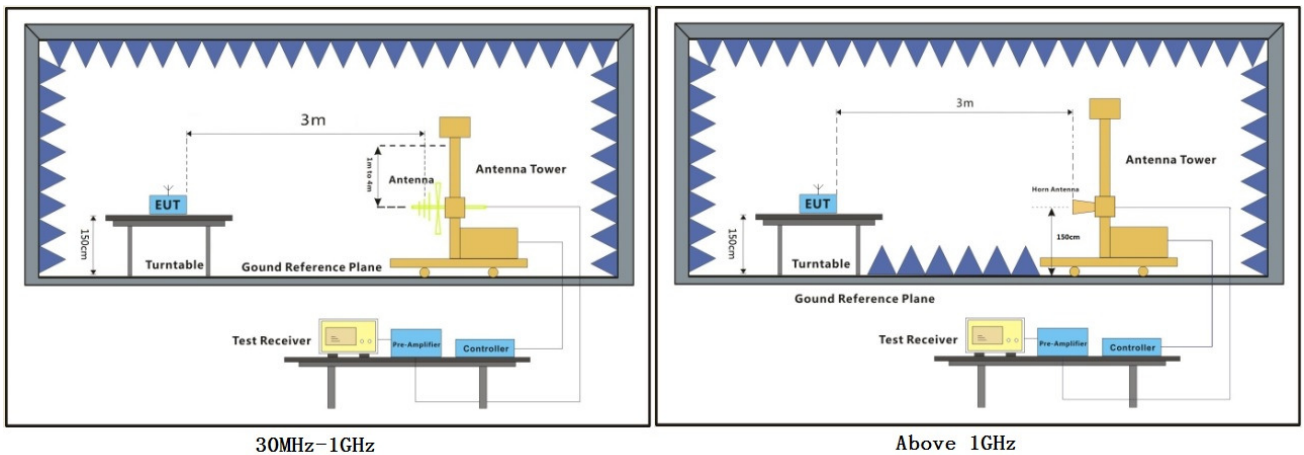 3m
1m to 4m
Antenna
Antenna Tower
EUT
150cm
Turntable
Gound Reference Plane
Test Receiver
Pre-Amplifier
Controller
30MHz-1GHz
3m
Antenna Tower
Horn Antenna
EUT
150cm
150cm
Turntable
Gound Reference Plane
Test Receiver
Pre-Amplifier
Controller
Above 1GHz